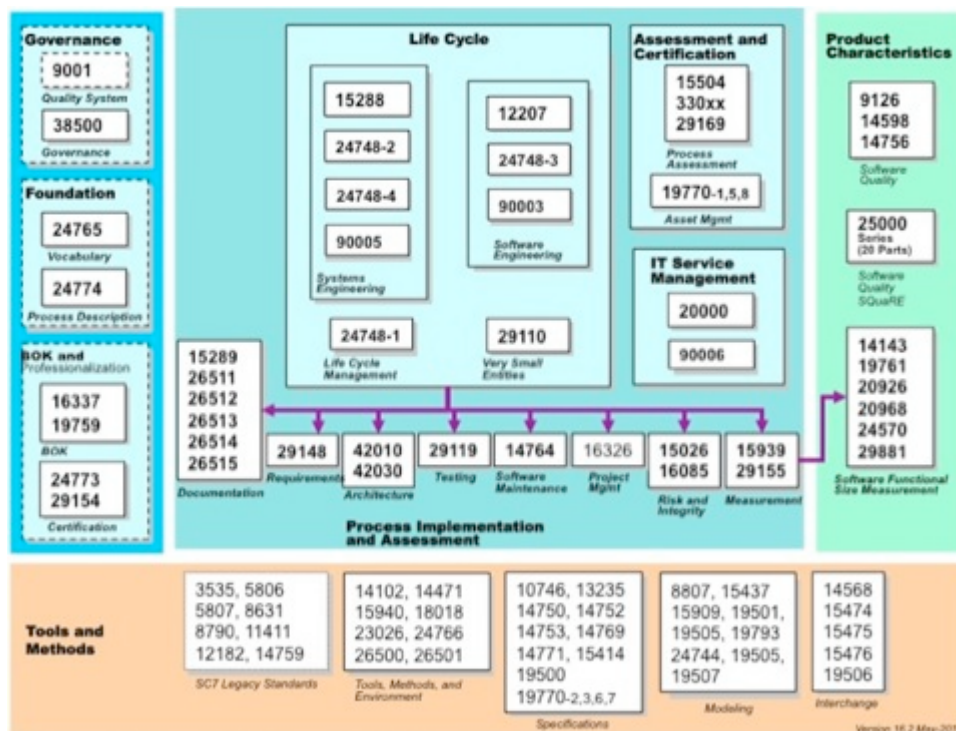 Governance
9001
Quality System
38500
Governance
Foundation
24765
Vocabulary
24774
Process Description
BOK and
Professionalization
16337
19759
BOK
24773
29154
Certification
Life Cycle
15288
24748-2
24748-4
90005
Systems
Engineering
12207
24748-3
90003
Software
Engineering
24748-1
Life Cycle
Management
29110
Very Small
Entities
Assessment and
Certification
15504
330xx
29169
Process
Assessment
19770-1,5,8
Asset Mgmt
IT Service
Management
20000
90006
15289
26511
26512
26513
26514
26515
Documentation
29148
Requirements
42010
42030
Architecture
29119
Testing
14764
Software
Maintenance
16326
Project
Mgmt
15026
16085
Risk and
Integrity
15939
29155
Measurement
Process Implementation
and Assessment
Product
Characteristics
9126
14598
14756
Software
Quality
25000
Series
(20 Parts)
Software
Quality
SQuaRE
14143
19761
20926
20968
24570
29881
Software Functional
Size Measurement
Tools and
Methods
3535, 5806
5807, 8631
8790, 11411
12182, 14759
SC7 Legacy Standards
14102, 14471
15940, 18018
23026, 24766
26500, 26501
Tools, Methods, and
Environment
10746, 13235
14750, 14752
14753, 14769
14771, 15414
19500
19770-2,3,6,7
Specifications
8807, 15437
15909, 19501,
19505, 19793
24744, 19505,
19507
Modeling
14568
15474
15475
15476
19506
Interchange
Version 16.2